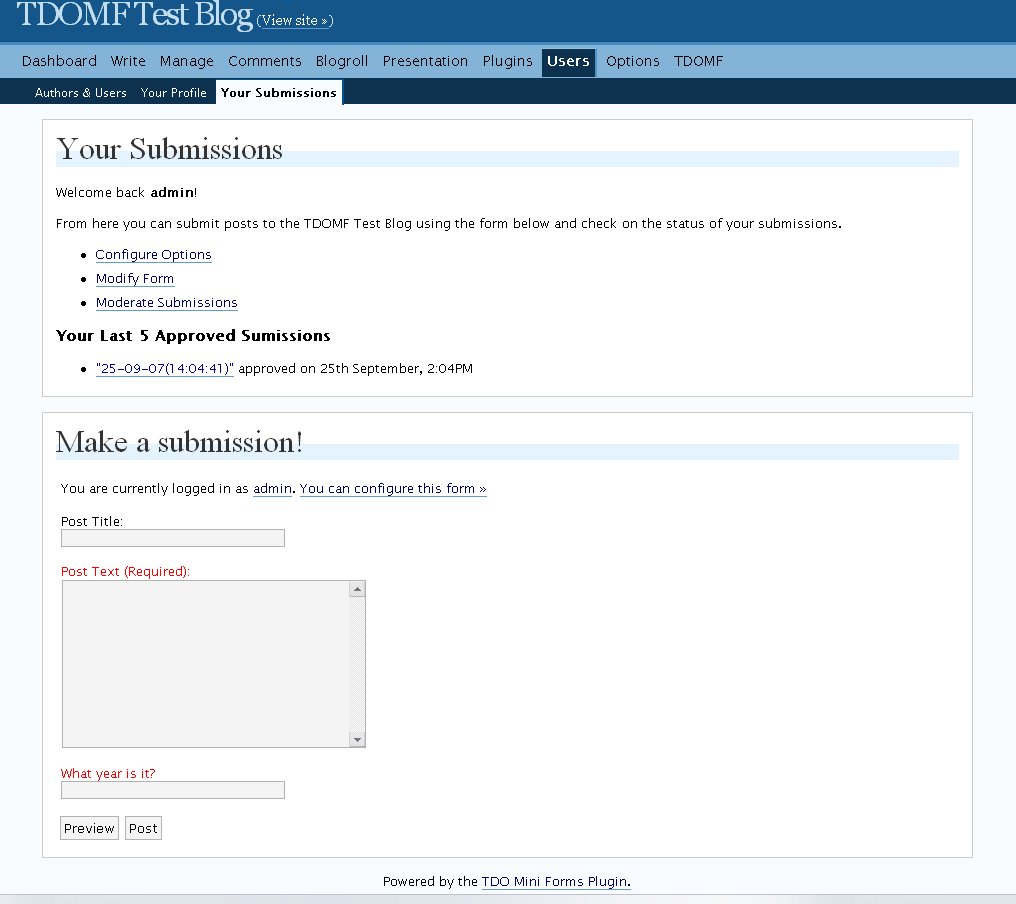 TDOMF Test Blog (View site »)
Dashboard Write Manage Comments Blogroll Presentation Plugins Users Options TDOMF
Authors & Users Your Profile Your Submissions
Your Submissions
Welcome back admin!
From here you can submit posts to the TDOMF Test Blog using the form below and check on the status of your submissions.
• Configure Options
• Modify Form
• Moderate Submissions
Your Last 5 Approved Sumissions
• "25-09-07(14:04:41)" approved on 25th September, 2:04PM
Make a submission!
You are currently logged in as admin. You can configure this form »
Post Title:
Post Text (Required):
What year is it?
Preview Post
Powered by the TDO Mini Forms Plugin.